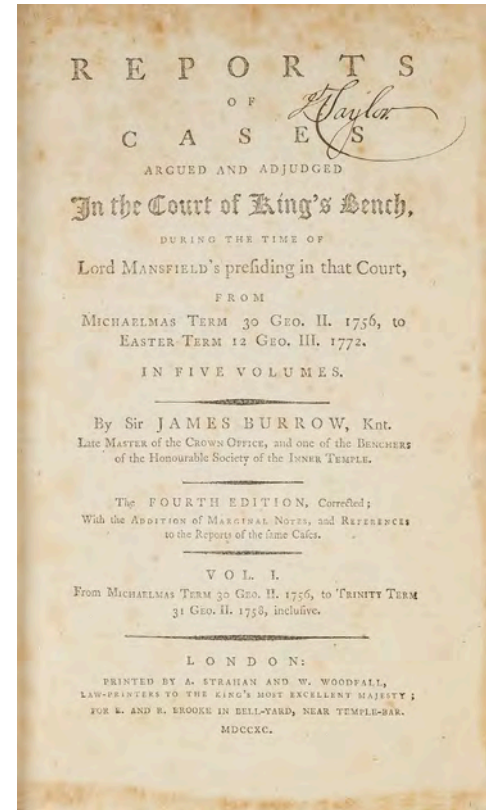 REPORTS
OF
J Taylor
CASES
ARGUED AND ADJUDGED
In the Court of King's Bench,
DURING THE TIME OF
Lord MANSFIELD's preſiding in that Court,
FROM
MICHAELMAS TERM 30 GEO. II. 1756, to
EASTER TERM 12 GEO. III. 1772.
IN FIVE VOLUMES.
By Sir JAMES BURROW, Knt.
Late MASTER of the CROWN OFFICE, and one of the BENCHERS
of the Honourable Society of the INNER TEMPLE.
The FOURTH EDITION, Corrected;
With the ADDITION of MARGINAL NOTES, and REFERENCES
to the Reports of the ſame Caſes.
VOL. I.
From MICHAELMAS TERM 30 GEO. II. 1756, to TRINITY TERM
31 GEO. II. 1758, incluſive.
LONDON:
PRINTED BY A. STRAHAN AND W. WOODFALL,
LAW-PRINTERS TO THE KING'S MOST EXCELLENT MAJESTY;
FOR E. AND R. BROOKE IN BELL-YARD, NEAR TEMPLE-BAR.
MDCCXC.